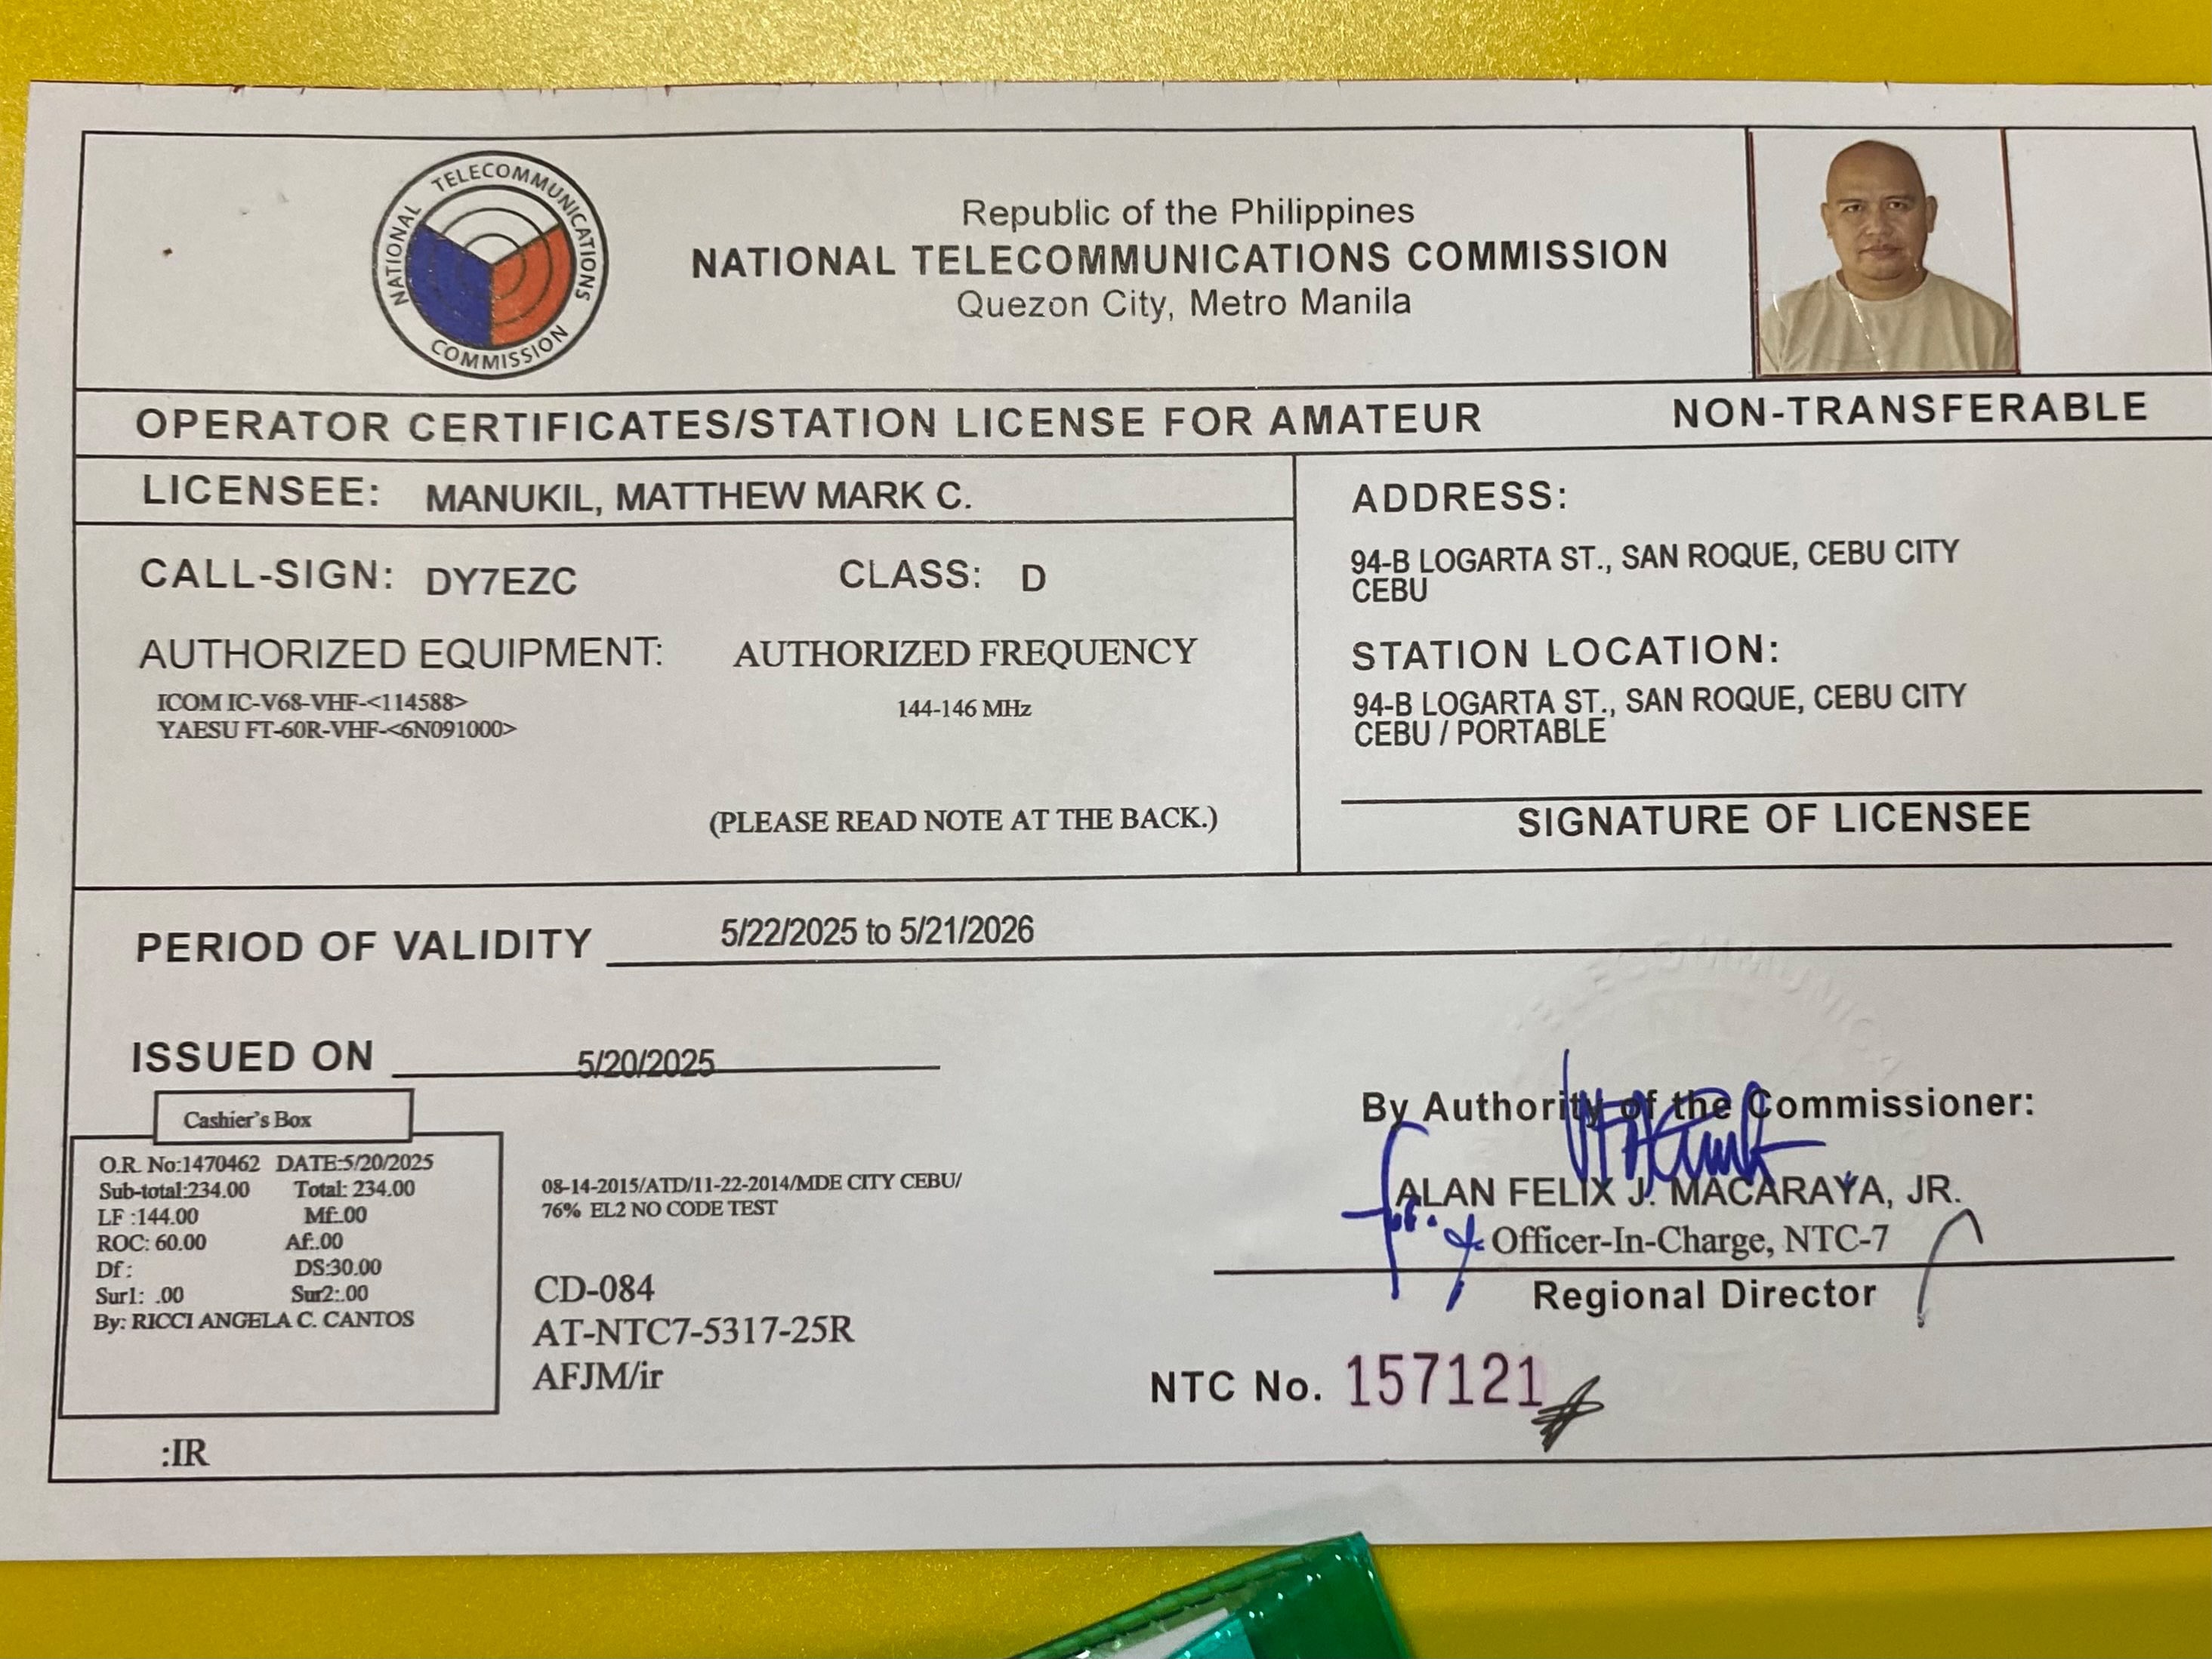 NATIONAL TELECOMMUNICATIONS COMMISSION
Republic of the Philippines
NATIONAL TELECOMMUNICATIONS COMMISSION
Quezon City, Metro Manila
OPERATOR CERTIFICATES/STATION LICENSE FOR AMATEUR NON-TRANSFERABLE
LICENSEE: MANUKIL, MATTHEW MARK C.
CALL-SIGN: DY7EZC CLASS: D
AUTHORIZED EQUIPMENT: AUTHORIZED FREQUENCY
ICOM IC-V68-VHF-<114588> 144-146 MHz
YAESU FT-60R-VHF-<6N091000>
(PLEASE READ NOTE AT THE BACK.)
ADDRESS:
94-B LOGARTA ST., SAN ROQUE, CEBU CITY
CEBU
STATION LOCATION:
94-B LOGARTA ST., SAN ROQUE, CEBU CITY
CEBU / PORTABLE
SIGNATURE OF LICENSEE
PERIOD OF VALIDITY 5/22/2025 to 5/21/2026
ISSUED ON 5/20/2025
Cashier's Box
O.R. No:1470462 DATE:5/20/2025
Sub-total:234.00 Total: 234.00
LF :144.00 Mf:.00
ROC: 60.00 Af:.00
Df: DS:30.00
Sur1: .00 Sur2:.00
By: RICCI ANGELA C. CANTOS
:IR
08-14-2015/ATD/11-22-2014/MDE CITY CEBU/
76% EL2 NO CODE TEST
CD-084
AT-NTC7-5317-25R
AFJM/ir
By Authority of the Commissioner:
ALAN FELIX J. MACARAYA, JR.
Officer-In-Charge, NTC-7
Regional Director
NTC No. 157121